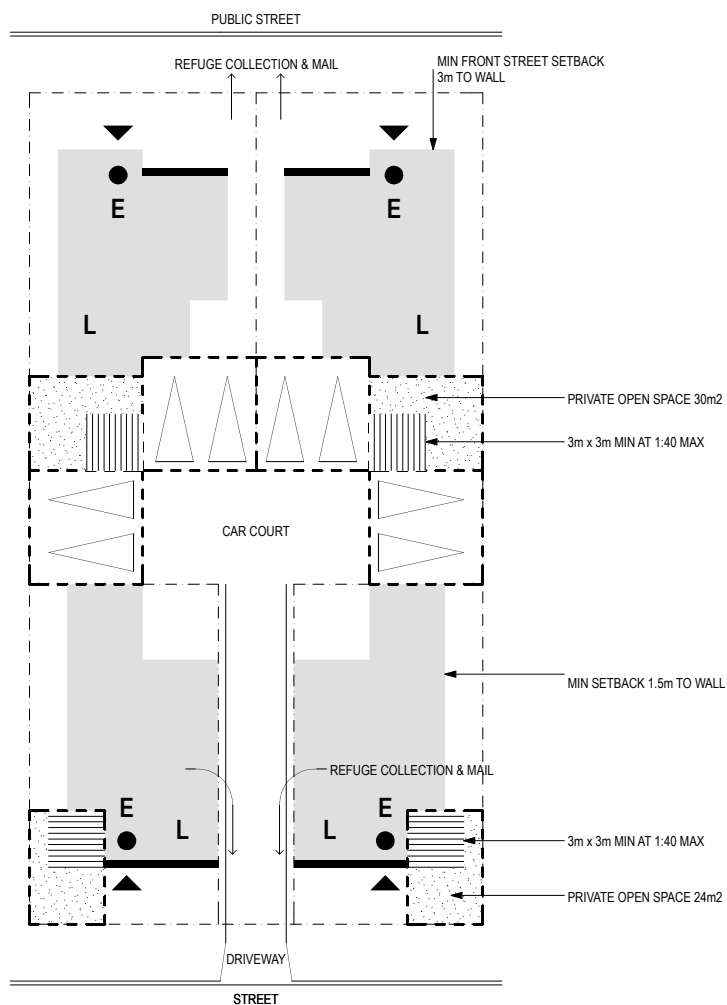 PUBLIC STREET
REFUGE COLLECTION & MAIL
MIN FRONT STREET SETBACK
3m TO WALL
E
E
L
L
PRIVATE OPEN SPACE 30m2
3m x 3m MIN AT 1:40 MAX
CAR COURT
MIN SETBACK 1.5m TO WALL
REFUGE COLLECTION & MAIL
E
E
L
L
3m x 3m MIN AT 1:40 MAX
PRIVATE OPEN SPACE 24m2
DRIVEWAY
STREET